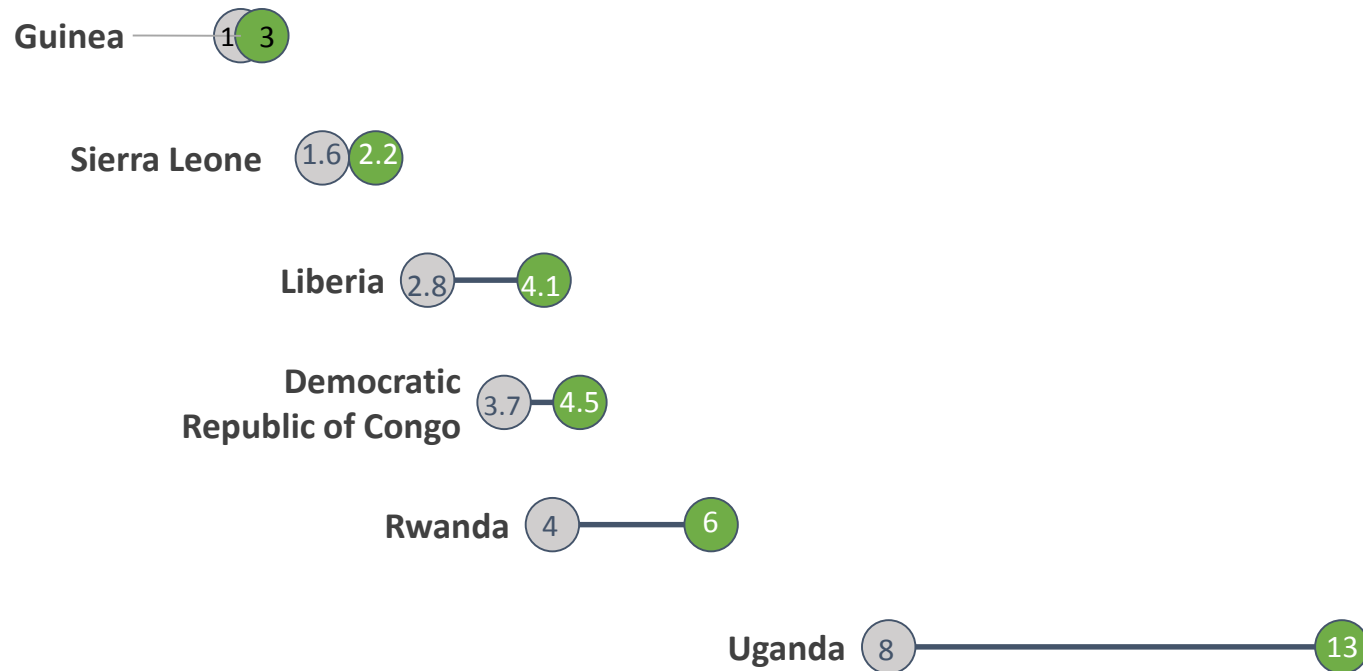 Guinea 1 3
Sierra Leone 1.6 2.2
Liberia 2.8 4.1
Democratic
Republic of Congo 3.7 4.5
Rwanda 4 6
Uganda 8 13